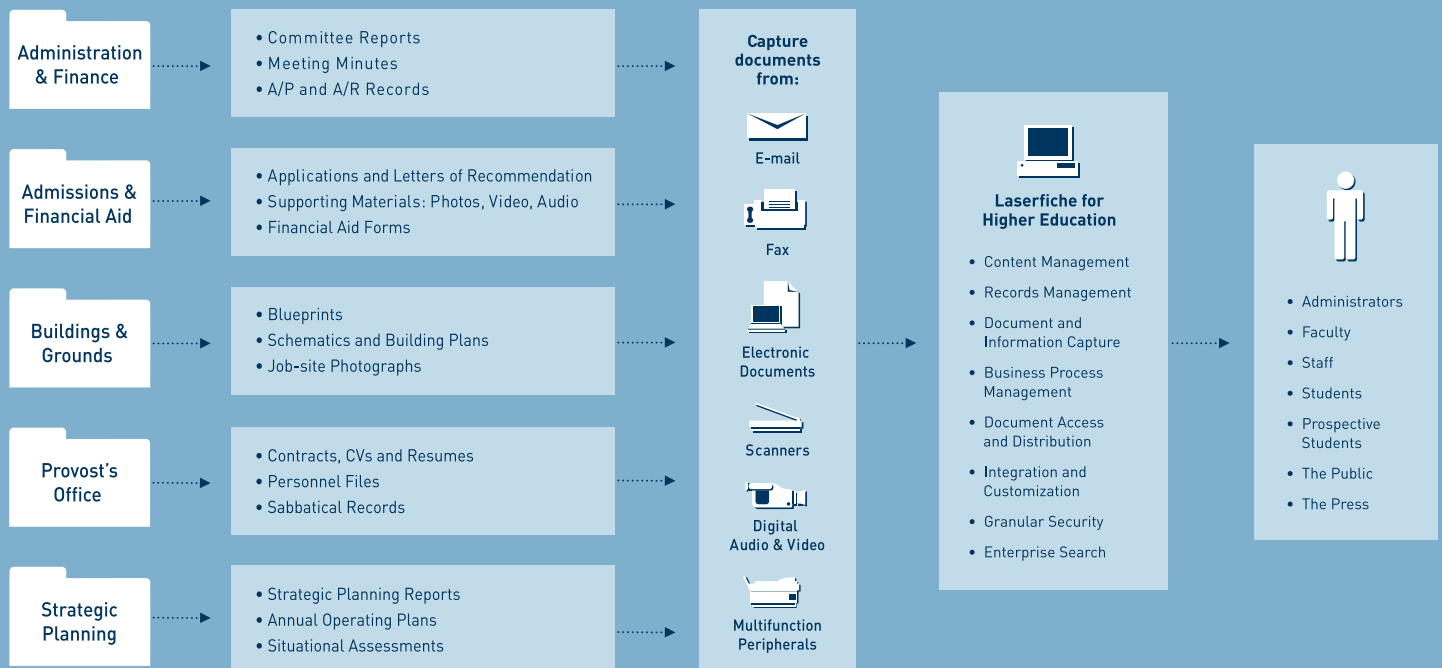 Administration
& Finance
• Committee Reports
• Meeting Minutes
• A/P and A/R Records
Admissions &
Financial Aid
• Applications and Letters of Recommendation
• Supporting Materials: Photos, Video, Audio
• Financial Aid Forms
Buildings &
Grounds
• Blueprints
• Schematics and Building Plans
• Job-site Photographs
Provost's
Office
• Contracts, CVs and Resumes
• Personnel Files
• Sabbatical Records
Strategic
Planning
• Strategic Planning Reports
• Annual Operating Plans
• Situational Assessments
Capture
documents
from:
E-mail
Fax
Electronic
Documents
Scanners
Digital
Audio & Video
Multifunction
Peripherals
Laserfiche for
Higher Education
• Content Management
• Records Management
• Document and
Information Capture
• Business Process
Management
• Document Access
and Distribution
• Integration and
Customization
• Granular Security
• Enterprise Search
• Administrators
• Faculty
• Staff
• Students
• Prospective
Students
• The Public
• The Press